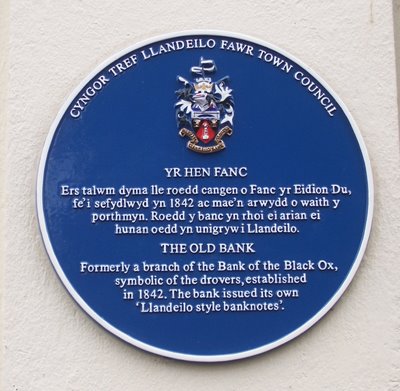 CYNGOR TREF LLANDEILO FAWR TOWN COUNCIL
YR HEN FANC
Ers talwm dyma lle roedd cangen o Fanc yr Eidion Du,
fe'i sefydlwyd yn 1842 ac mae'n arwydd o waith y
porthmyn. Roedd y banc yn rhoi ei arian ei
hunan oedd yn unigryw i Llandeilo.
THE OLD BANK
Formerly a branch of the Bank of the Black Ox,
symbolic of the drovers, established
in 1842. The bank issued its own
'Llandeilo style banknotes'.